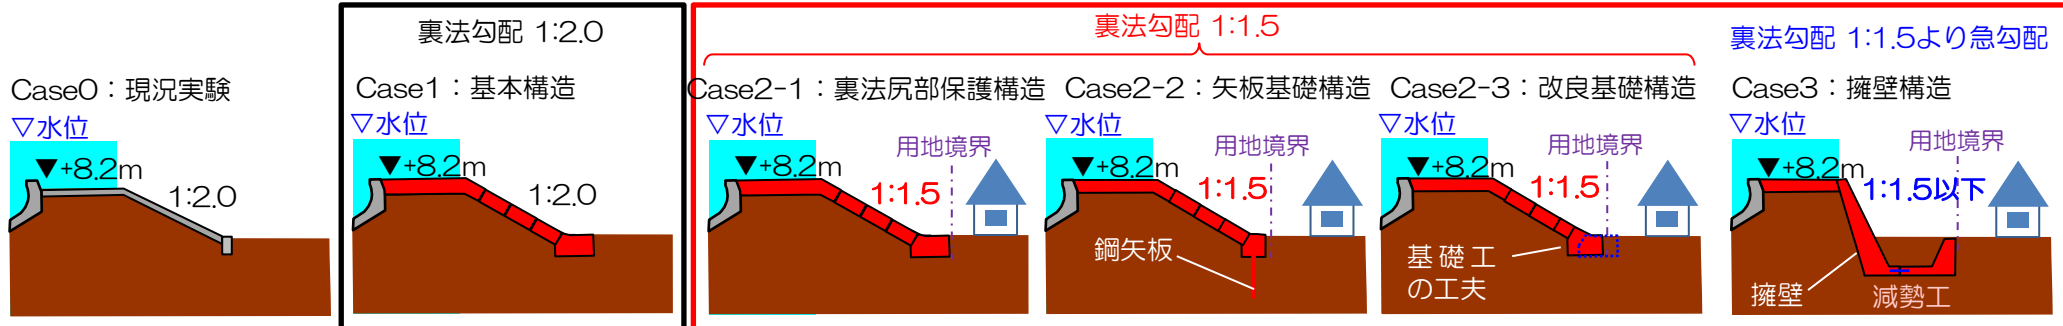 裏法勾配 1:2.0
裏法勾配 1:1.5
裏法勾配 1:1.5より急勾配
Case0：現況実験
▽水位
▼+8.2m
1:2.0
Case1：基本構造
▽水位
▼+8.2m
1:2.0
Case2-1：裏法尻部保護構造
▽水位
▼+8.2m
1:1.5
用地境界
Case2-2：矢板基礎構造
▽水位
▼+8.2m
1:1.5
用地境界
鋼矢板
Case2-3：改良基礎構造
▽水位
▼+8.2m
1:1.5
用地境界
基礎工
の工夫
Case3：擁壁構造
▽水位
▼+8.2m
用地境界
1:1.5以下
擁壁
減勢工